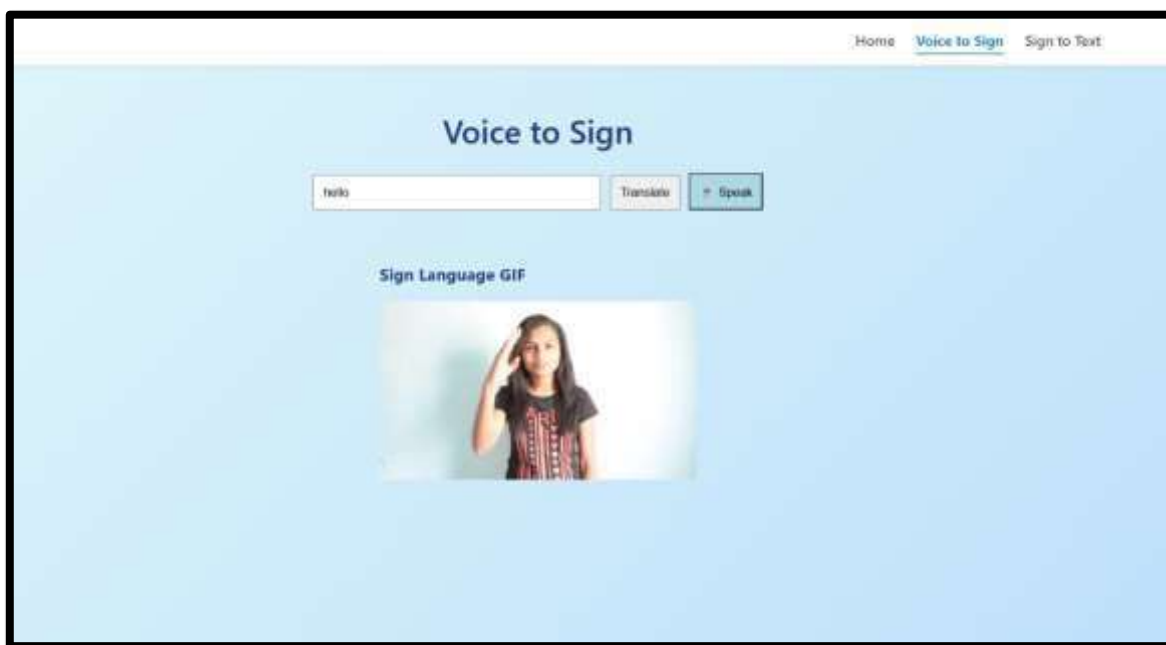 Home Voice to Sign Sign to Text
Voice to Sign
hello
Translate Speak
Sign Language GIF